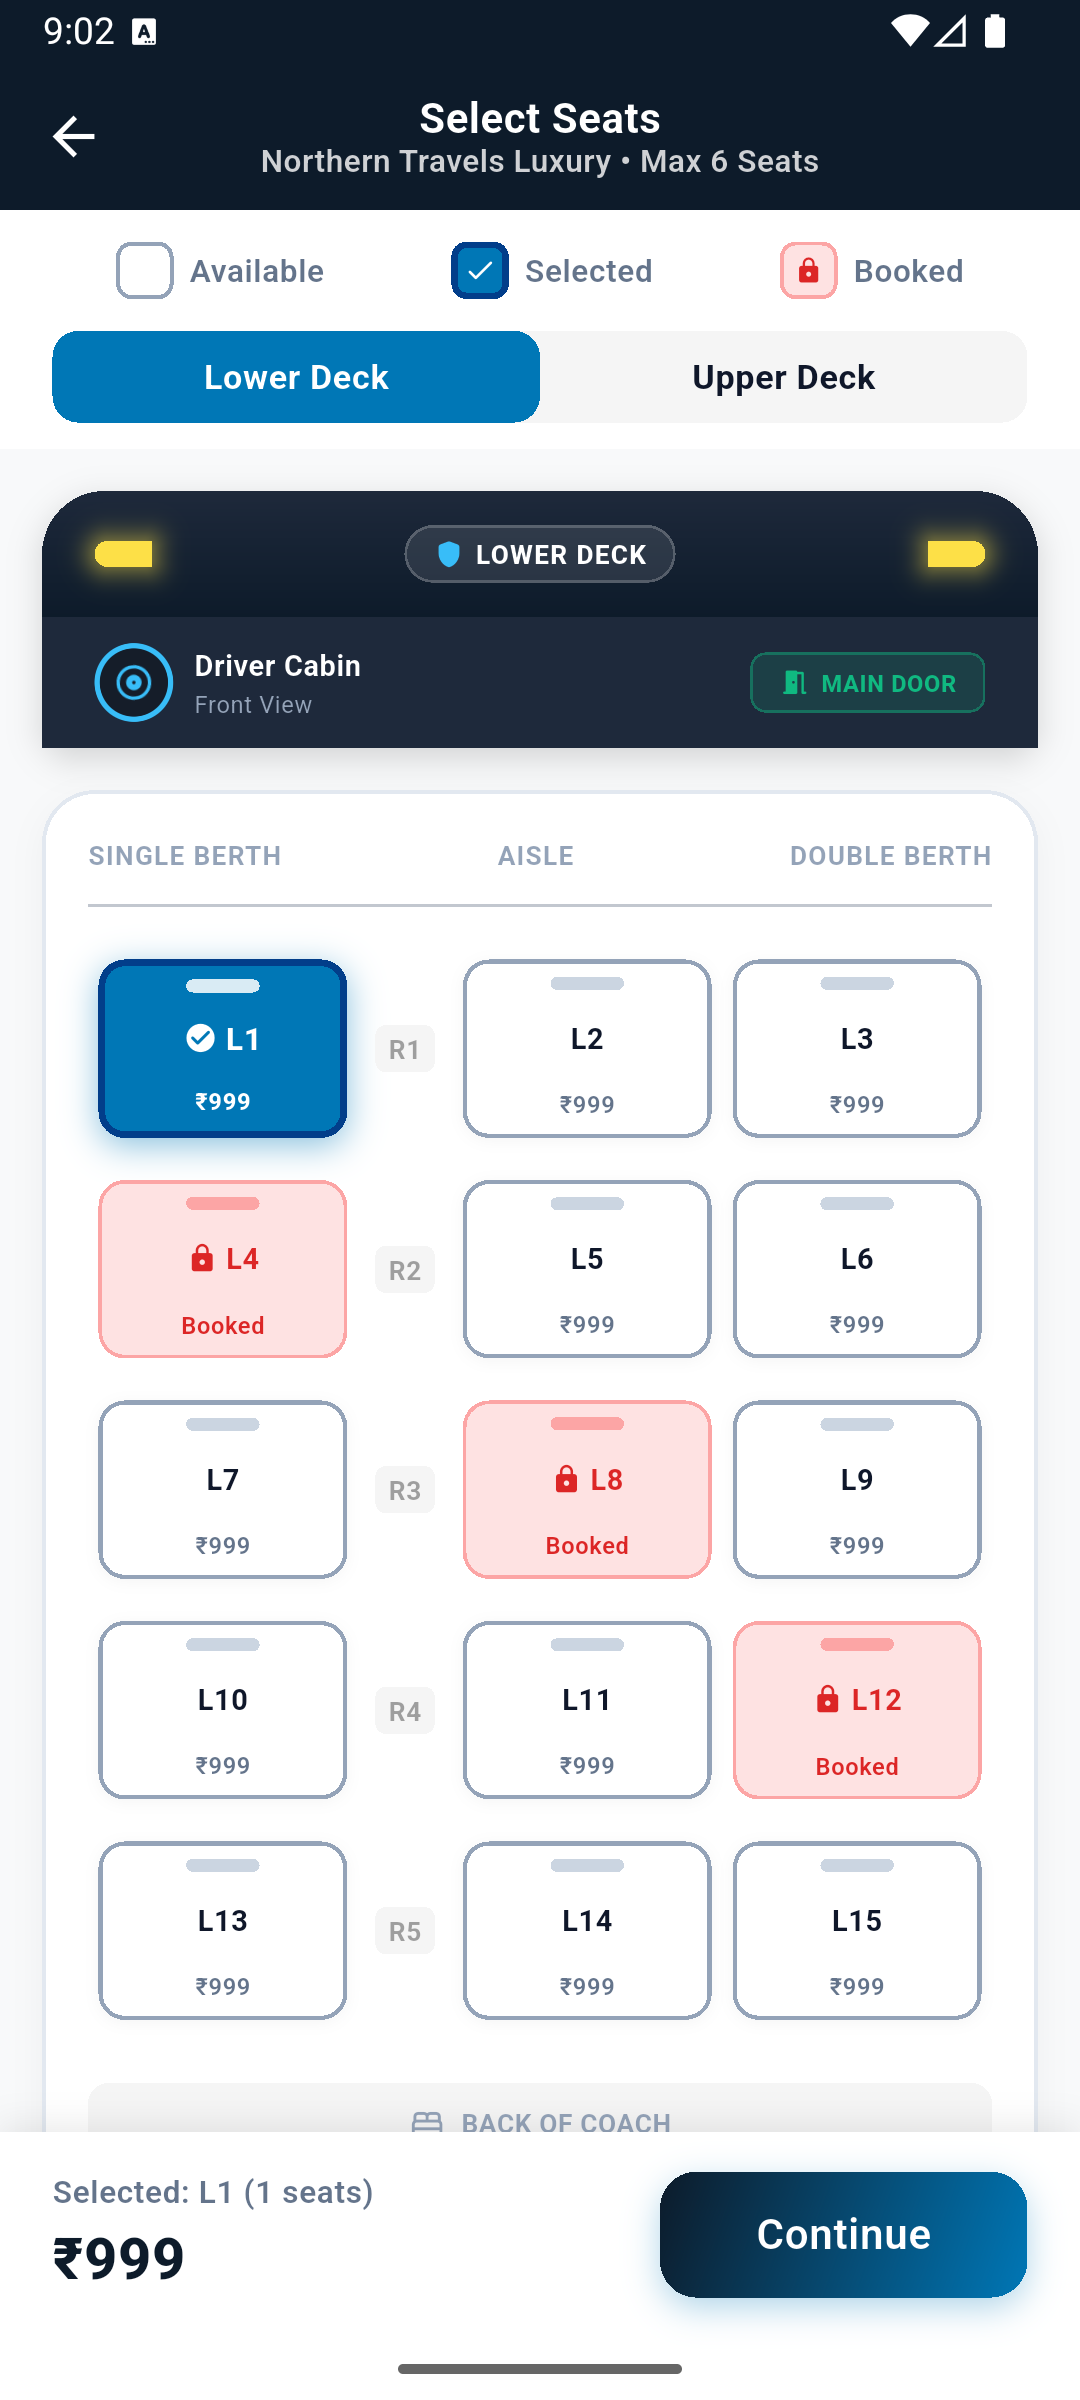 9:02
Select Seats
Northern Travels Luxury • Max 6 Seats
Available
Selected
Booked
Lower Deck
Upper Deck
LOWER DECK
Driver Cabin
Front View
MAIN DOOR
SINGLE BERTH
AISLE
DOUBLE BERTH
L1
₹999
R1
L2
₹999
L3
₹999
L4
Booked
R2
L5
₹999
L6
₹999
L7
₹999
R3
L8
Booked
L9
₹999
L10
₹999
R4
L11
₹999
L12
Booked
L13
₹999
R5
L14
₹999
L15
₹999
BACK OF COACH
Selected: L1 (1 seats)
₹999
Continue